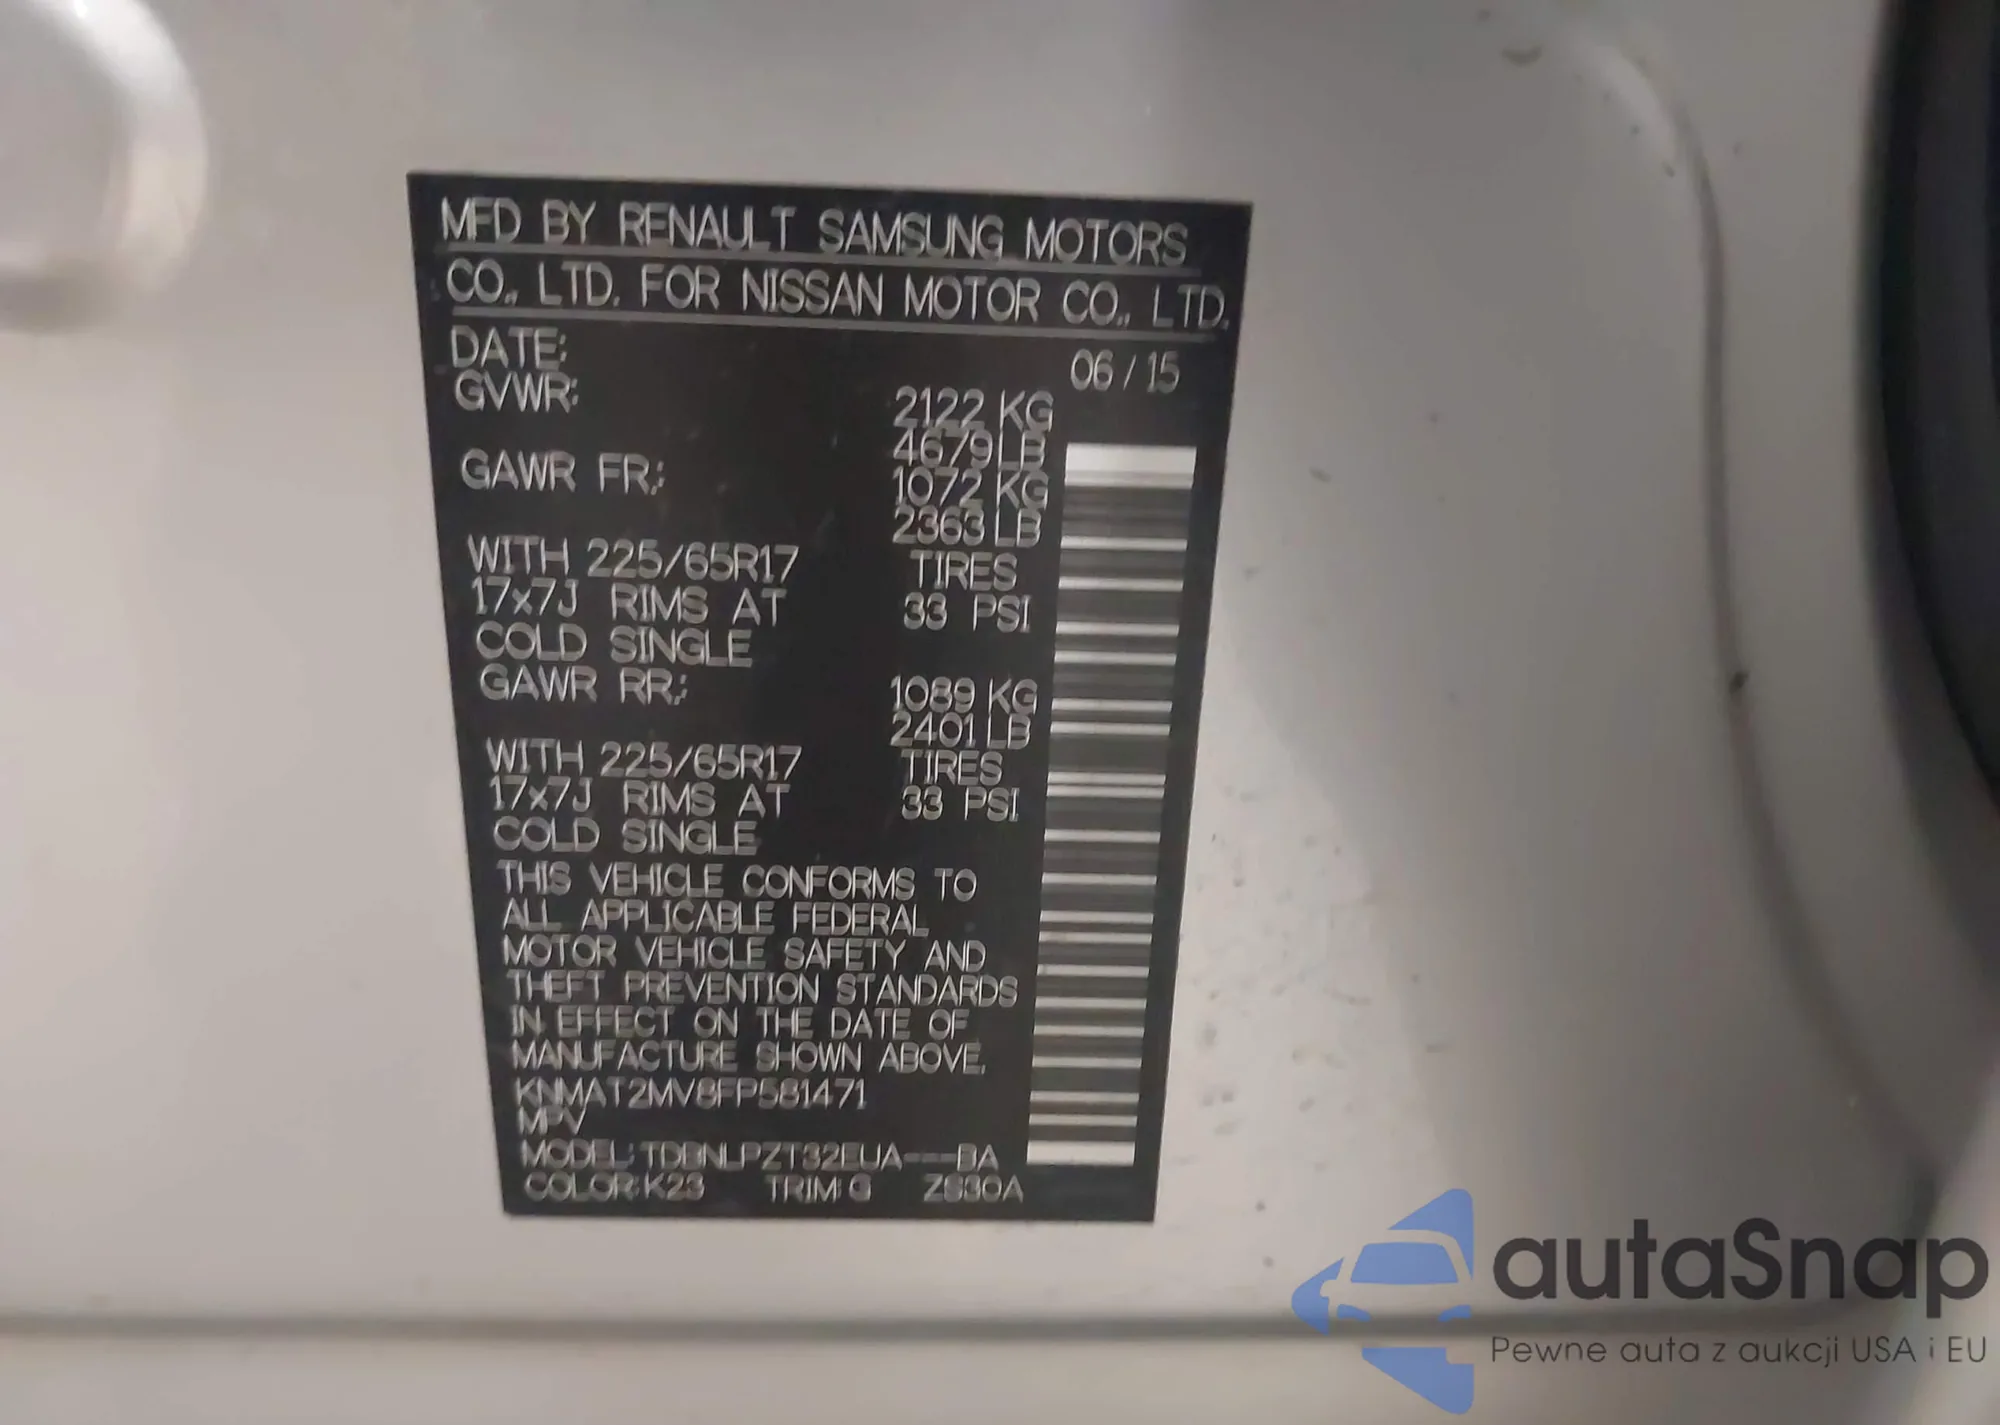 MFD BY RENAULT SAMSUNG MOTORS
CO., LTD. FOR NISSAN MOTOR CO., LTD.
DATE: 06 / 15
GVWR: 2122 KG
4679 LB
GAWR FR: 1072 KG
2363 LB
WITH 225/65R17 TIRES
17x7J RIMS AT 33 PSI
COLD SINGLE
GAWR RR: 1089 KG
2401 LB
WITH 225/65R17 TIRES
17x7J RIMS AT 33 PSI
COLD SINGLE
THIS VEHICLE CONFORMS TO
ALL APPLICABLE FEDERAL
MOTOR VEHICLE SAFETY AND
THEFT PREVENTION STANDARDS
IN EFFECT ON THE DATE OF
MANUFACTURE SHOWN ABOVE.
KNMAT2MV8FP581471
MPV
MODEL: TDBNLPZT32EUA---BA
COLOR: K23 TRIM: G ZS30A
autaSnap
Pewne auta z aukcji USA i EU